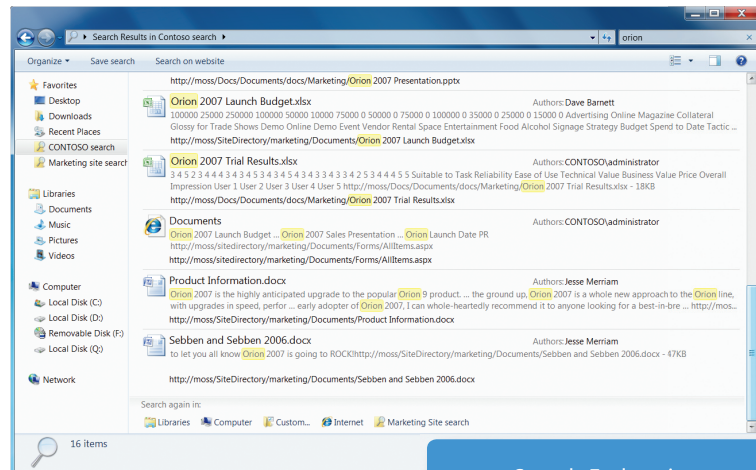 Search Results in Contoso search
orion
Organize
Save search
Search on website
Favorites
Desktop
Downloads
Recent Places
CONTOSO search
Marketing site search
Libraries
Documents
Music
Pictures
Videos
Computer
Local Disk (C:)
Local Disk (D:)
Removable Disk (F:)
Local Disk (Q:)
Network
http://moss/Docs/Documents/docs/Marketing/Orion 2007 Presentation.pptx
Orion 2007 Launch Budget.xlsx Authors: Dave Barnett
100000 25000 250000 100000 50000 10000 75000 0 50000 0 75000 0 100000 0 35000 0 25000 0 15000 0 Advertising Online Magazine Collateral
Glossy for Trade Shows Demo Online Demo Event Vendor Rental Space Entertainment Food Alcohol Signage Strategy Budget Spend to Date Tactic ...
http://moss/SiteDirectory/marketing/Documents/Orion 2007 Launch Budget.xlsx
Orion 2007 Trial Results.xlsx Authors: CONTOSO\administrator
3 4 5 2 3 4 4 4 3 4 3 4 5 3 4 3 4 5 4 3 4 3 3 4 3 3 4 2 5 3 4 4 4 5 5 Suitable to Task Reliability Ease of Use Technical Value Business Value Price Overall
Impression User 1 User 2 User 3 User 4 User 5 http://moss/Docs/Documents/docs/Marketing/Orion 2007 Trial Results.xlsx - 18KB
http://moss/Docs/Documents/docs/Marketing/Orion 2007 Trial Results.xlsx
Documents Authors: CONTOSO\administrator
Orion 2007 Launch Budget ... Orion 2007 Sales Presentation ... Orion Launch Date PR
http://moss/sitedirectory/marketing/Documents/Forms/AllItems.aspx
http://moss/sitedirectory/marketing/Documents/Forms/AllItems.aspx
Product Information.docx Authors: Jesse Merriam
Orion 2007 is the highly anticipated upgrade to the popular Orion 9 product. ... the ground up, Orion 2007 is a whole new approach to the Orion line,
with upgrades in speed, perfor ... early adopter of Orion 2007, I can whole-heartedly recommend it to anyone looking for a best-in-bre ... http://mos...
http://moss/SiteDirectory/marketing/Documents/Product Information.docx
Sebben and Sebben 2006.docx Authors: Jesse Merriam
to let you all know Orion 2007 is going to ROCK!http://moss/SiteDirectory/marketing/Documents/Sebben and Sebben 2006.docx - 47KB
http://moss/SiteDirectory/marketing/Documents/Sebben and Sebben 2006.docx
Search again in:
Libraries Computer Custom... Internet Marketing Site search
16 items